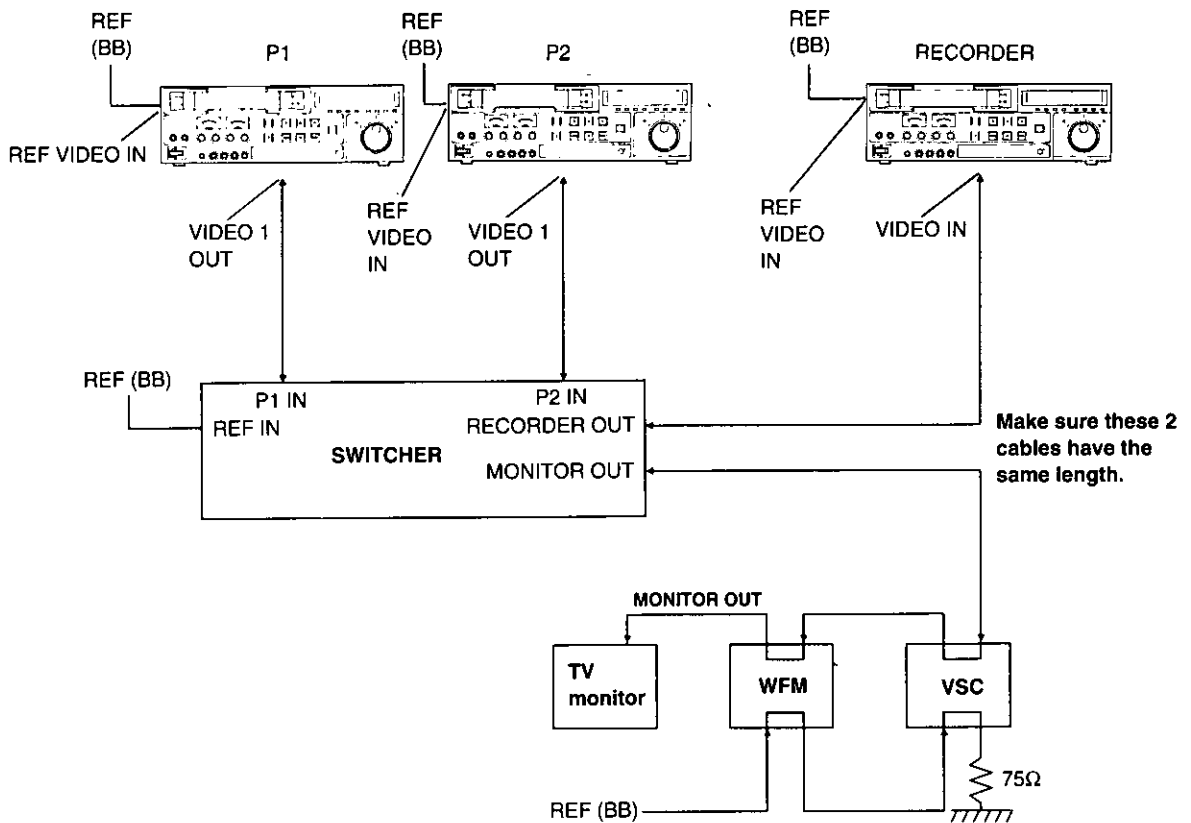 REF
(BB)
P1
REF
(BB)
P2
REF
(BB)
RECORDER
REF VIDEO IN
VIDEO 1
OUT
REF
VIDEO
IN
VIDEO 1
OUT
REF
VIDEO
IN
VIDEO IN
REF (BB)
P1 IN
P2 IN
REF IN
RECORDER OUT
SWITCHER
MONITOR OUT
Make sure these 2
cables have the
same length.
MONITOR OUT
TV
monitor
WFM
VSC
75Ω
REF (BB)